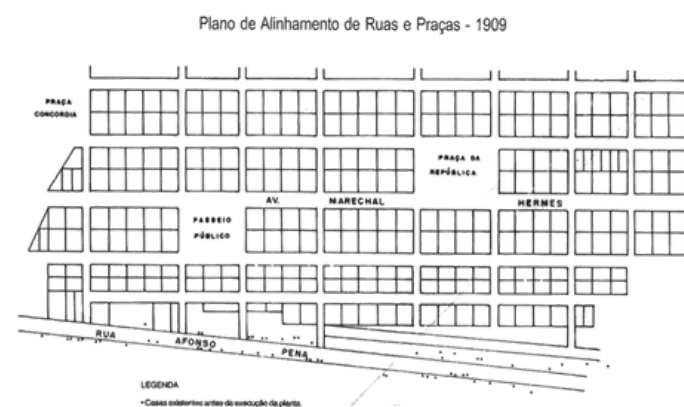 Plano de Alinhamento de Ruas e Praças - 1909
PRAÇA
CONCORDIA
PRAÇA DA
REPÚBLICA
AV. MARECHAL HERMES
PASSEIO
PÚBLICO
RUA AFONSO PENA
LEGENDA
• Casas existentes antes da execução da planta.